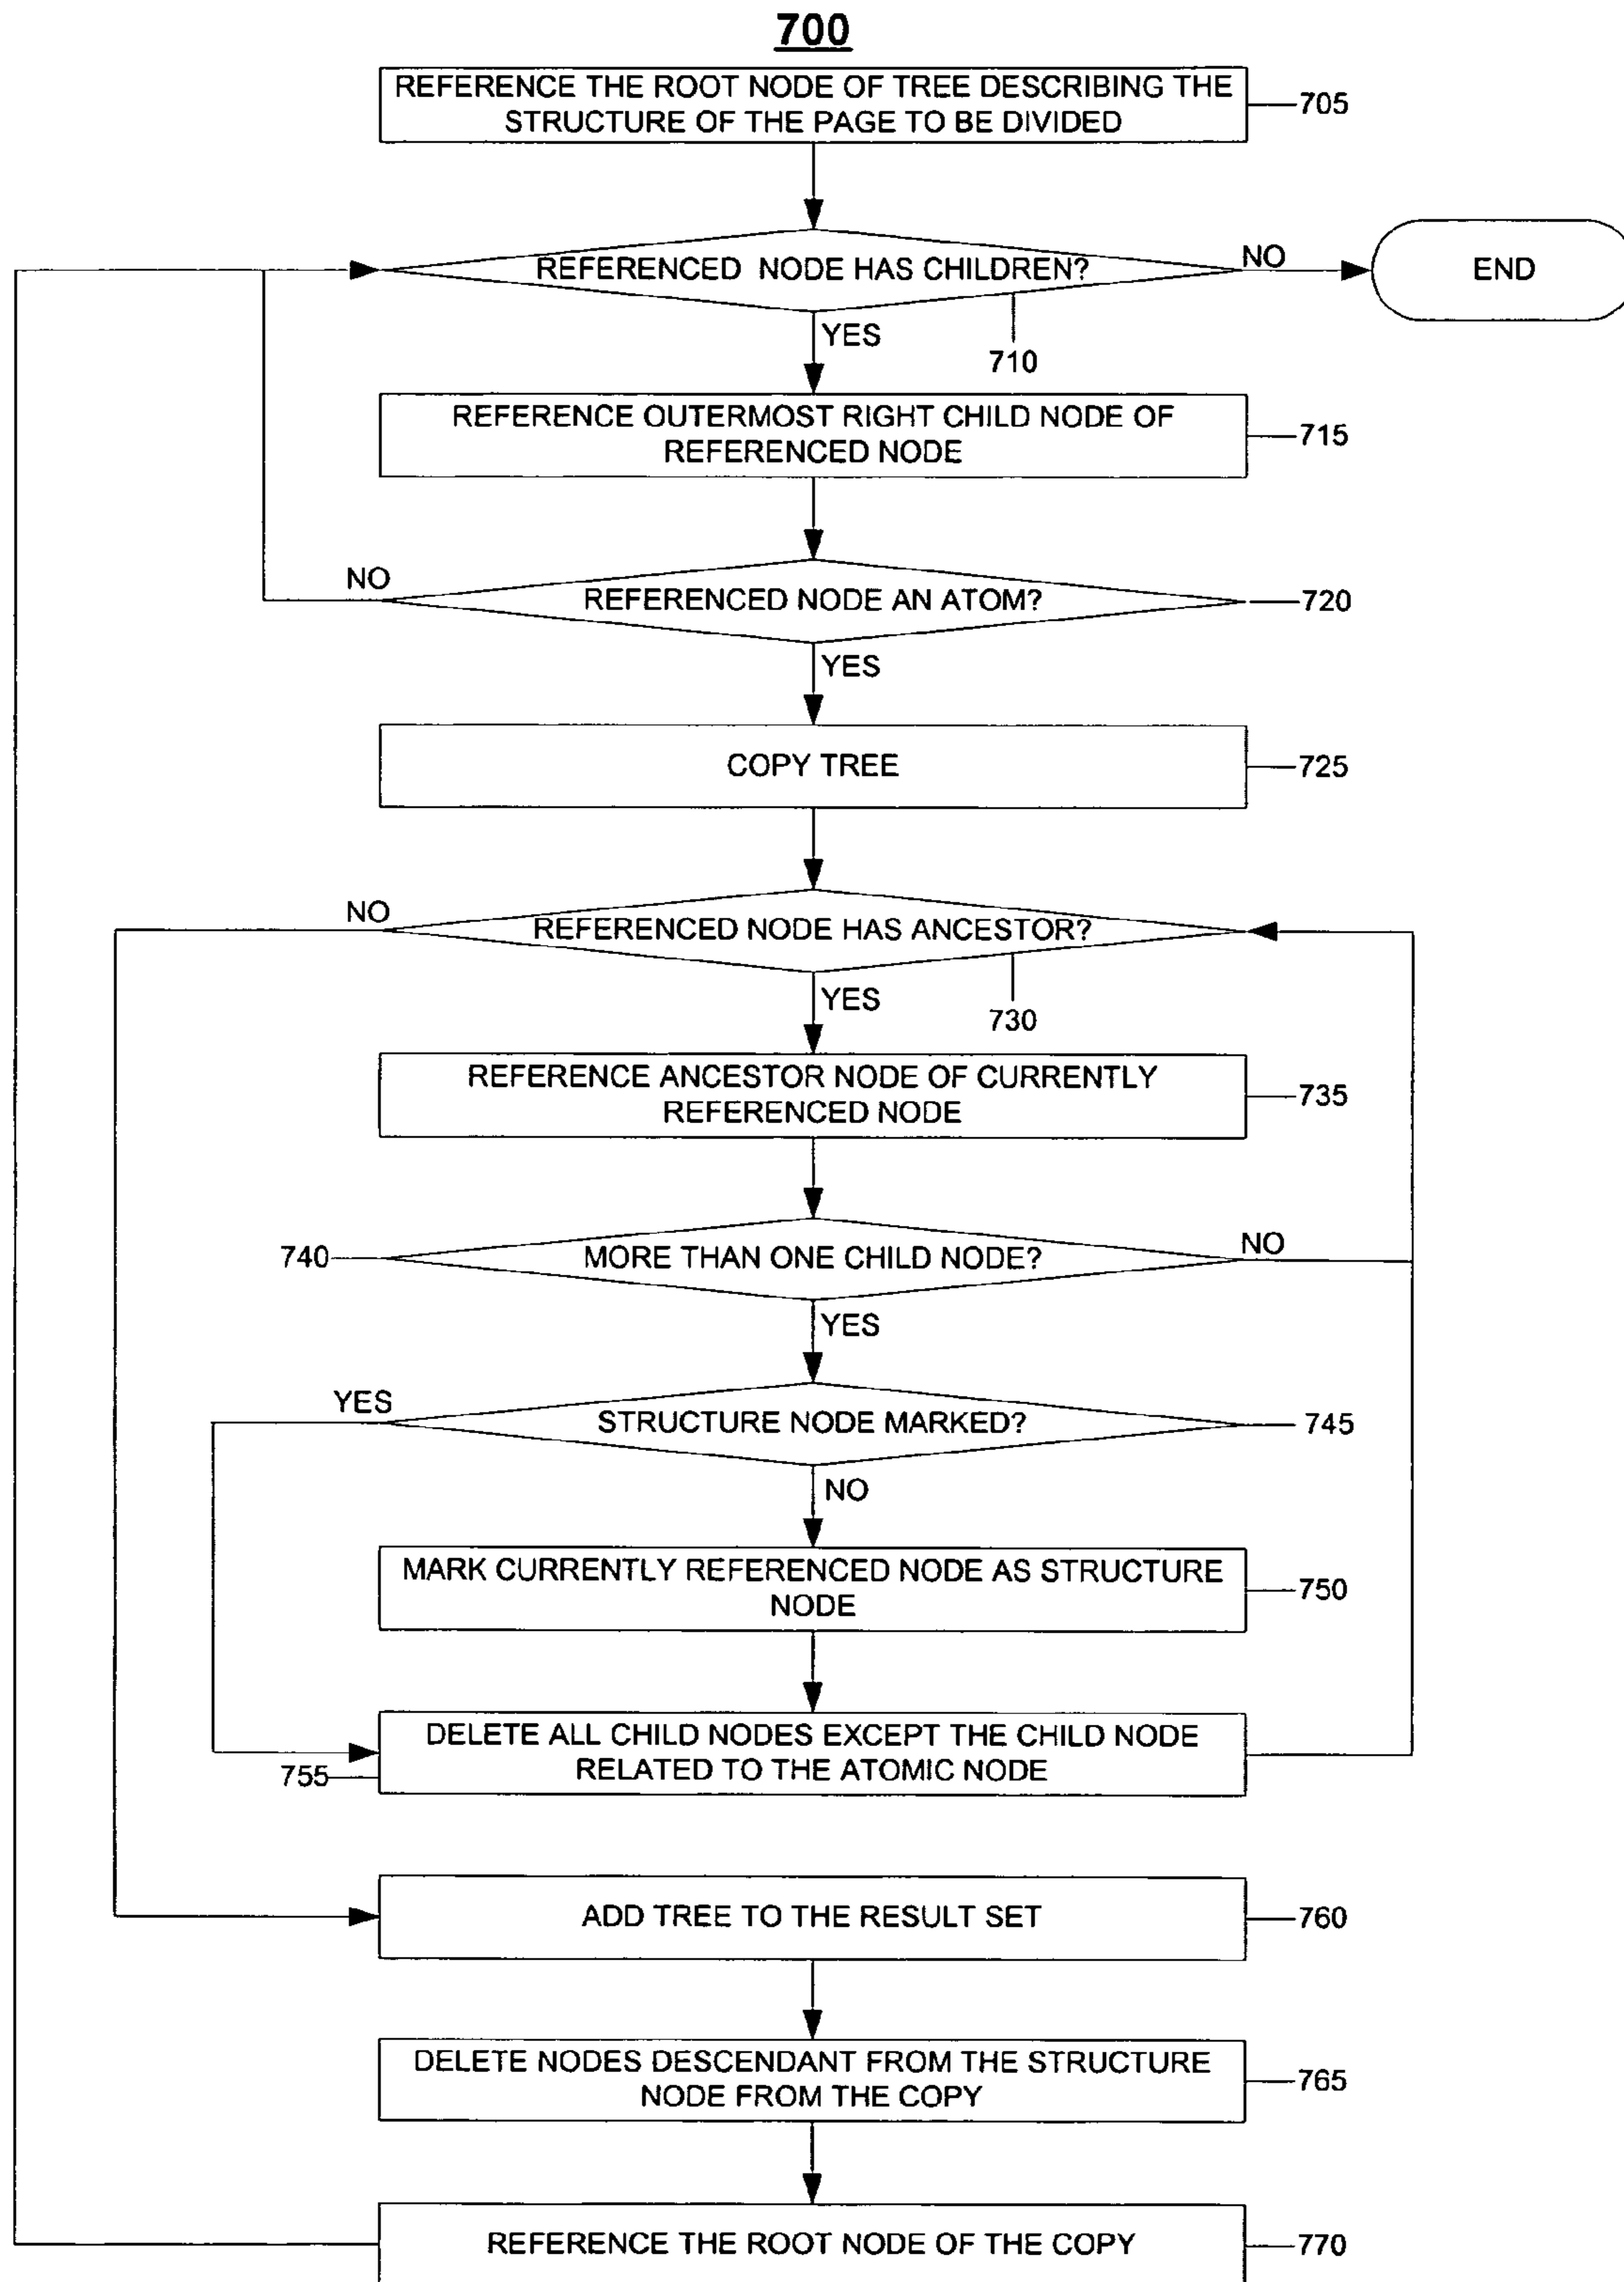 700
REFERENCE THE ROOT NODE OF TREE DESCRIBING THE
STRUCTURE OF THE PAGE TO BE DIVIDED
705
REFERENCED NODE HAS CHILDREN?
NO
END
YES
710
REFERENCE OUTERMOST RIGHT CHILD NODE OF
REFERENCED NODE
715
NO
REFERENCED NODE AN ATOM?
720
YES
COPY TREE
725
NO
REFERENCED NODE HAS ANCESTOR?
YES
730
REFERENCE ANCESTOR NODE OF CURRENTLY
REFERENCED NODE
735
740
MORE THAN ONE CHILD NODE?
NO
YES
YES
STRUCTURE NODE MARKED?
745
NO
MARK CURRENTLY REFERENCED NODE AS STRUCTURE
NODE
750
DELETE ALL CHILD NODES EXCEPT THE CHILD NODE
RELATED TO THE ATOMIC NODE
755
ADD TREE TO THE RESULT SET
760
DELETE NODES DESCENDANT FROM THE STRUCTURE
NODE FROM THE COPY
765
REFERENCE THE ROOT NODE OF THE COPY
770